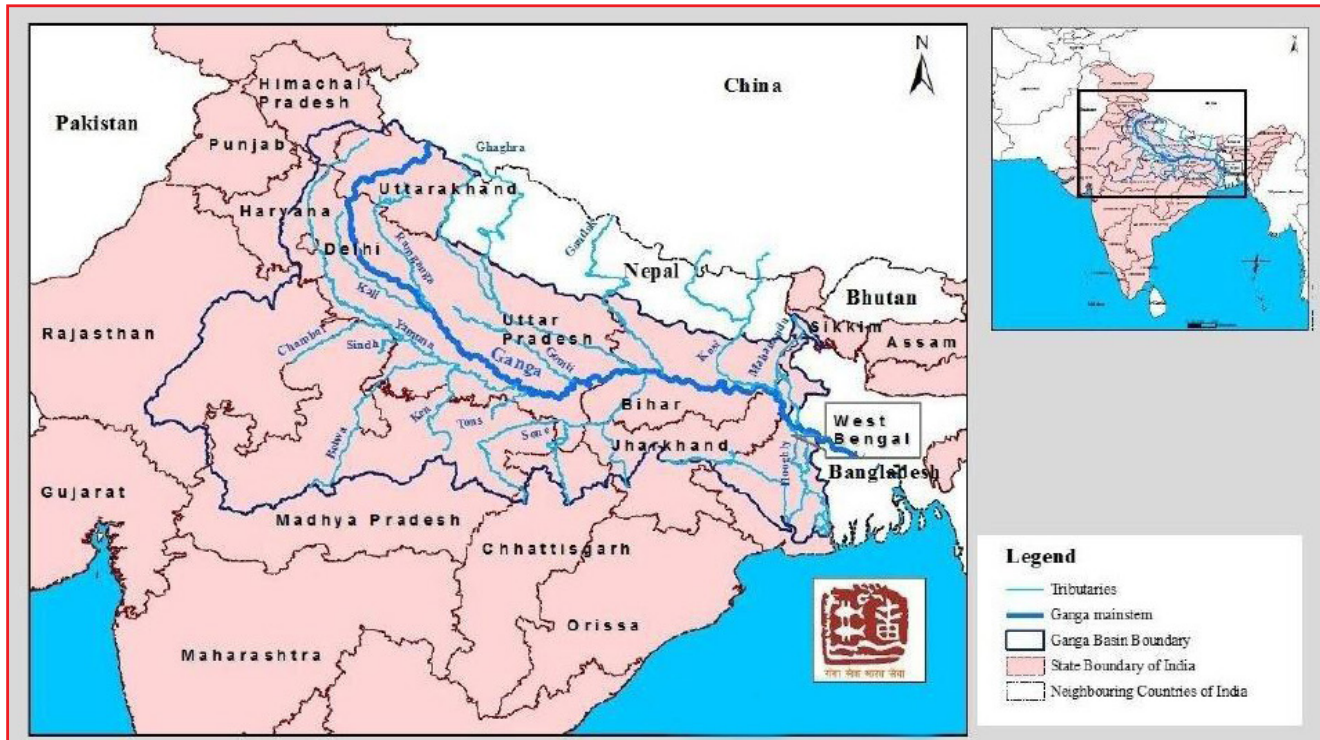 N
China
Himachal
Pradesh
Pakistan
Punjab
Ghaghra
Uttarakhand
Haryana
Delhi
Ramganga
Gandak
Nepal
Kali
Bhutan
Rajasthan
Uttar
Pradesh
Sikkim
Assam
Chambal
Sindh
Yamuna
Ganga
Gomti
Kosi
Mahananda
Bihar
Ken
Tons
Sone
Betwa
West
Bengal
Jharkhand
Hooghly
Bangladesh
Gujarat
Madhya Pradesh
Chhattisgarh
Orissa
Maharashtra
Legend
Tributaries
Ganga mainstem
Ganga Basin Boundary
State Boundary of India
Neighbouring Countries of India